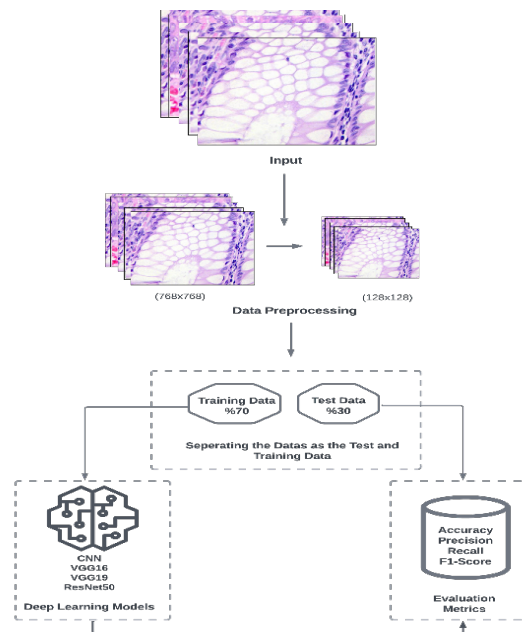 Input
(768x768)
(128x128)
Data Preprocessing
Training Data
%70
Test Data
%30
Seperating the Datas as the Test and
Training Data
CNN
VGG16
VGG19
ResNet50
Deep Learning Models
Accuracy
Precision
Recall
F1-Score
Evaluation
Metrics